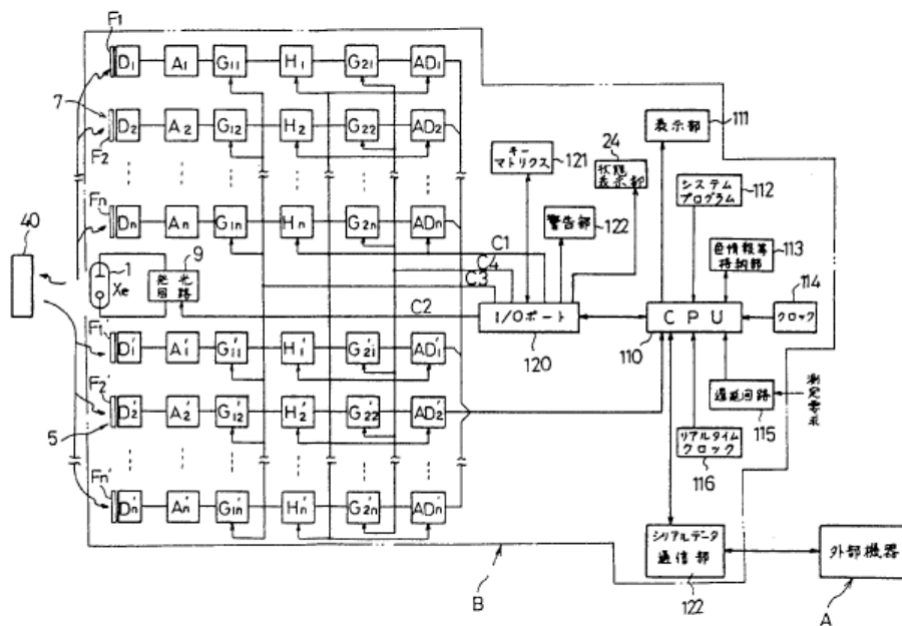 F1
D1 A1 G11 H1 G21 AD1
7
D2 A2 G12 H2 G22 AD2
F2
Fn
Dn An G1n Hn G2n ADn
40
1
Xe
9
発光
回路
C1
C4
C3
C2
F1'
D1' A1' G11' H1' G21' AD1'
F2'
D2' A2' G12' H2' G22' AD2'
5
Fn'
Dn' An' G1n' Hn' G2n' ADn'
キー
マトリクス
121
24
状態
表示部
警告部
122
I/Oポート
120
表示部
111
システム
プログラム
112
色情報等
格納部
113
114
クロック
CPU
110
遅延回路
115
測定要求
リアルタイム
クロック
116
シリアルデータ
通信部
122
外部機器
A
B